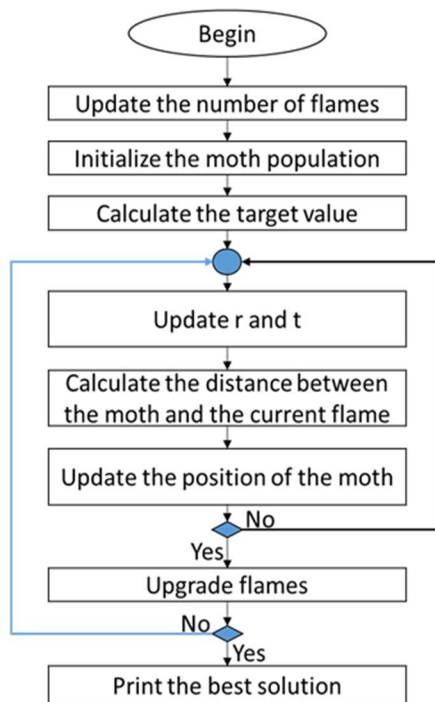 Begin
Update the number of flames
Initialize the moth population
Calculate the target value
Update r and t
Calculate the distance between
the moth and the current flame
Update the position of the moth
No
Yes
Upgrade flames
No
Yes
Print the best solution